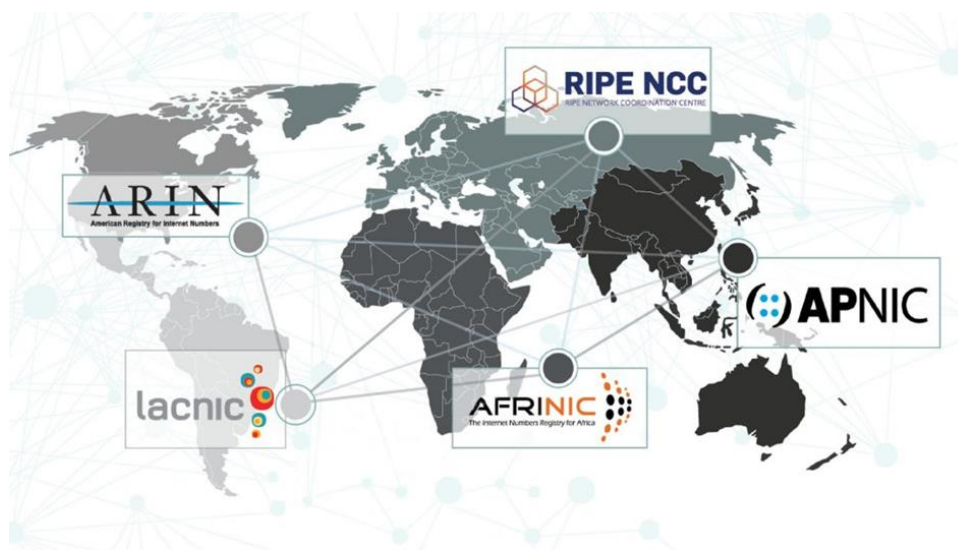 RIPE NCC
RIPE NETWORK COORDINATION CENTRE
ARIN
American Registry for Internet Numbers
APNIC
lacnic
AFRINIC
The Internet Numbers Registry for Africa